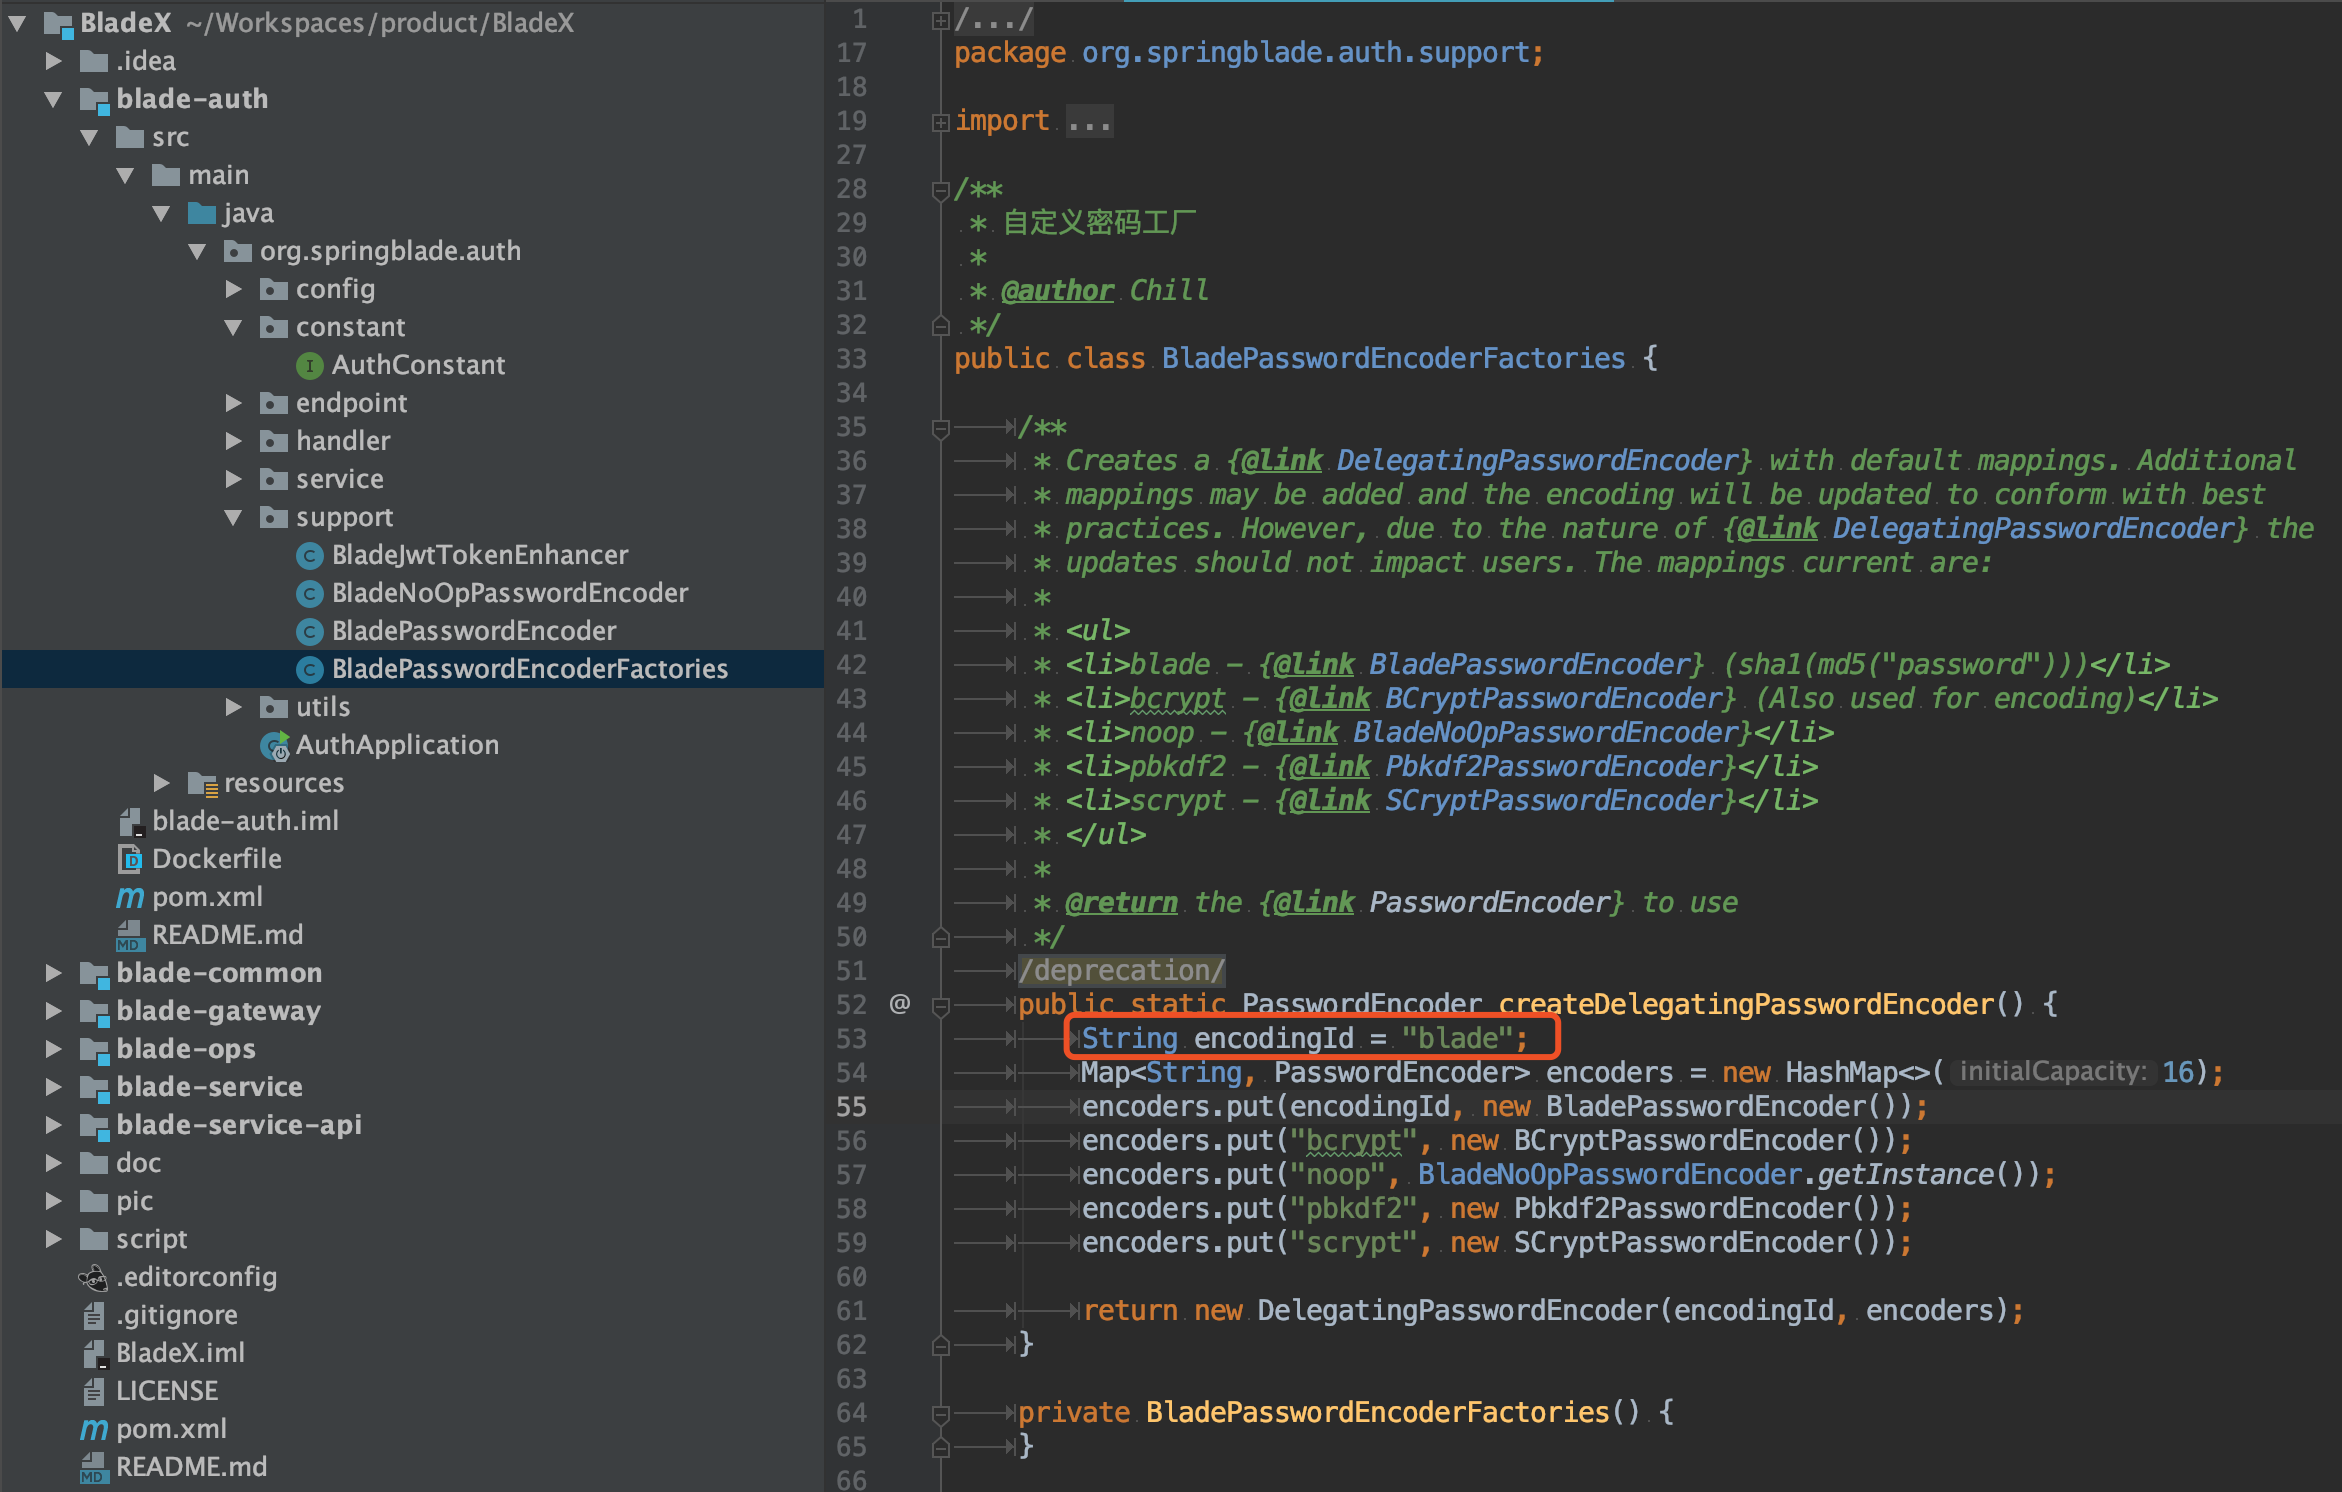 BladeX ~/Workspaces/product/BladeX
.idea
blade-auth
src
main
java
org.springblade.auth
config
constant
AuthConstant
endpoint
handler
service
support
BladeJwtTokenEnhancer
BladeNoOpPasswordEncoder
BladePasswordEncoder
BladePasswordEncoderFactories
utils
AuthApplication
resources
blade-auth.iml
Dockerfile
pom.xml
README.md
blade-common
blade-gateway
blade-ops
blade-service
blade-service-api
doc
pic
script
.editorconfig
.gitignore
BladeX.iml
LICENSE
pom.xml
README.md
1 /.../
17 package org.springblade.auth.support;
18
19 import ...
27
28 /**
29 * 自定义密码工厂
30 *
31 * @author Chill
32 */
33 public class BladePasswordEncoderFactories {
34
35 /**
36 * Creates a {@link DelegatingPasswordEncoder} with default mappings. Additional
37 * mappings may be added and the encoding will be updated to conform with best
38 * practices. However, due to the nature of {@link DelegatingPasswordEncoder} the
39 * updates should not impact users. The mappings current are:
40 *
41 * <ul>
42 * <li>blade - {@link BladePasswordEncoder} (sha1(md5("password")))</li>
43 * <li>bcrypt - {@link BCryptPasswordEncoder} (Also used for encoding)</li>
44 * <li>noop - {@link BladeNoOpPasswordEncoder}</li>
45 * <li>pbkdf2 - {@link Pbkdf2PasswordEncoder}</li>
46 * <li>scrypt - {@link SCryptPasswordEncoder}</li>
47 * </ul>
48 *
49 * @return the {@link PasswordEncoder} to use
50 */
51 /deprecation/
52 @ public static PasswordEncoder createDelegatingPasswordEncoder() {
53 String encodingId = "blade";
54 Map<String, PasswordEncoder> encoders = new HashMap<>( initialCapacity: 16);
55 encoders.put(encodingId, new BladePasswordEncoder());
56 encoders.put("bcrypt", new BCryptPasswordEncoder());
57 encoders.put("noop", BladeNoOpPasswordEncoder.getInstance());
58 encoders.put("pbkdf2", new Pbkdf2PasswordEncoder());
59 encoders.put("scrypt", new SCryptPasswordEncoder());
60
61 return new DelegatingPasswordEncoder(encodingId, encoders);
62 }
63
64 private BladePasswordEncoderFactories() {
65 }
66